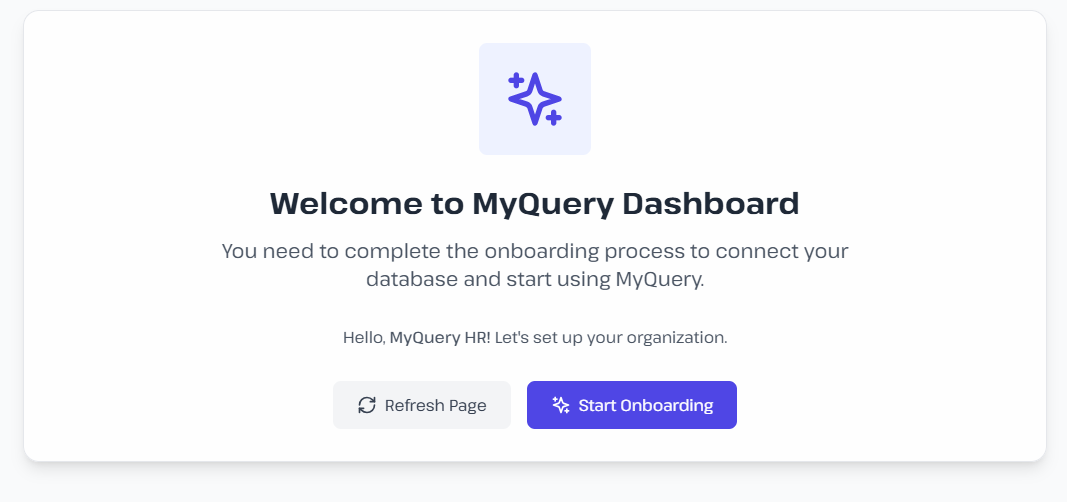 Welcome to MyQuery Dashboard
You need to complete the onboarding process to connect your
database and start using MyQuery.
Hello, MyQuery HR! Let's set up your organization.
Refresh Page
Start Onboarding